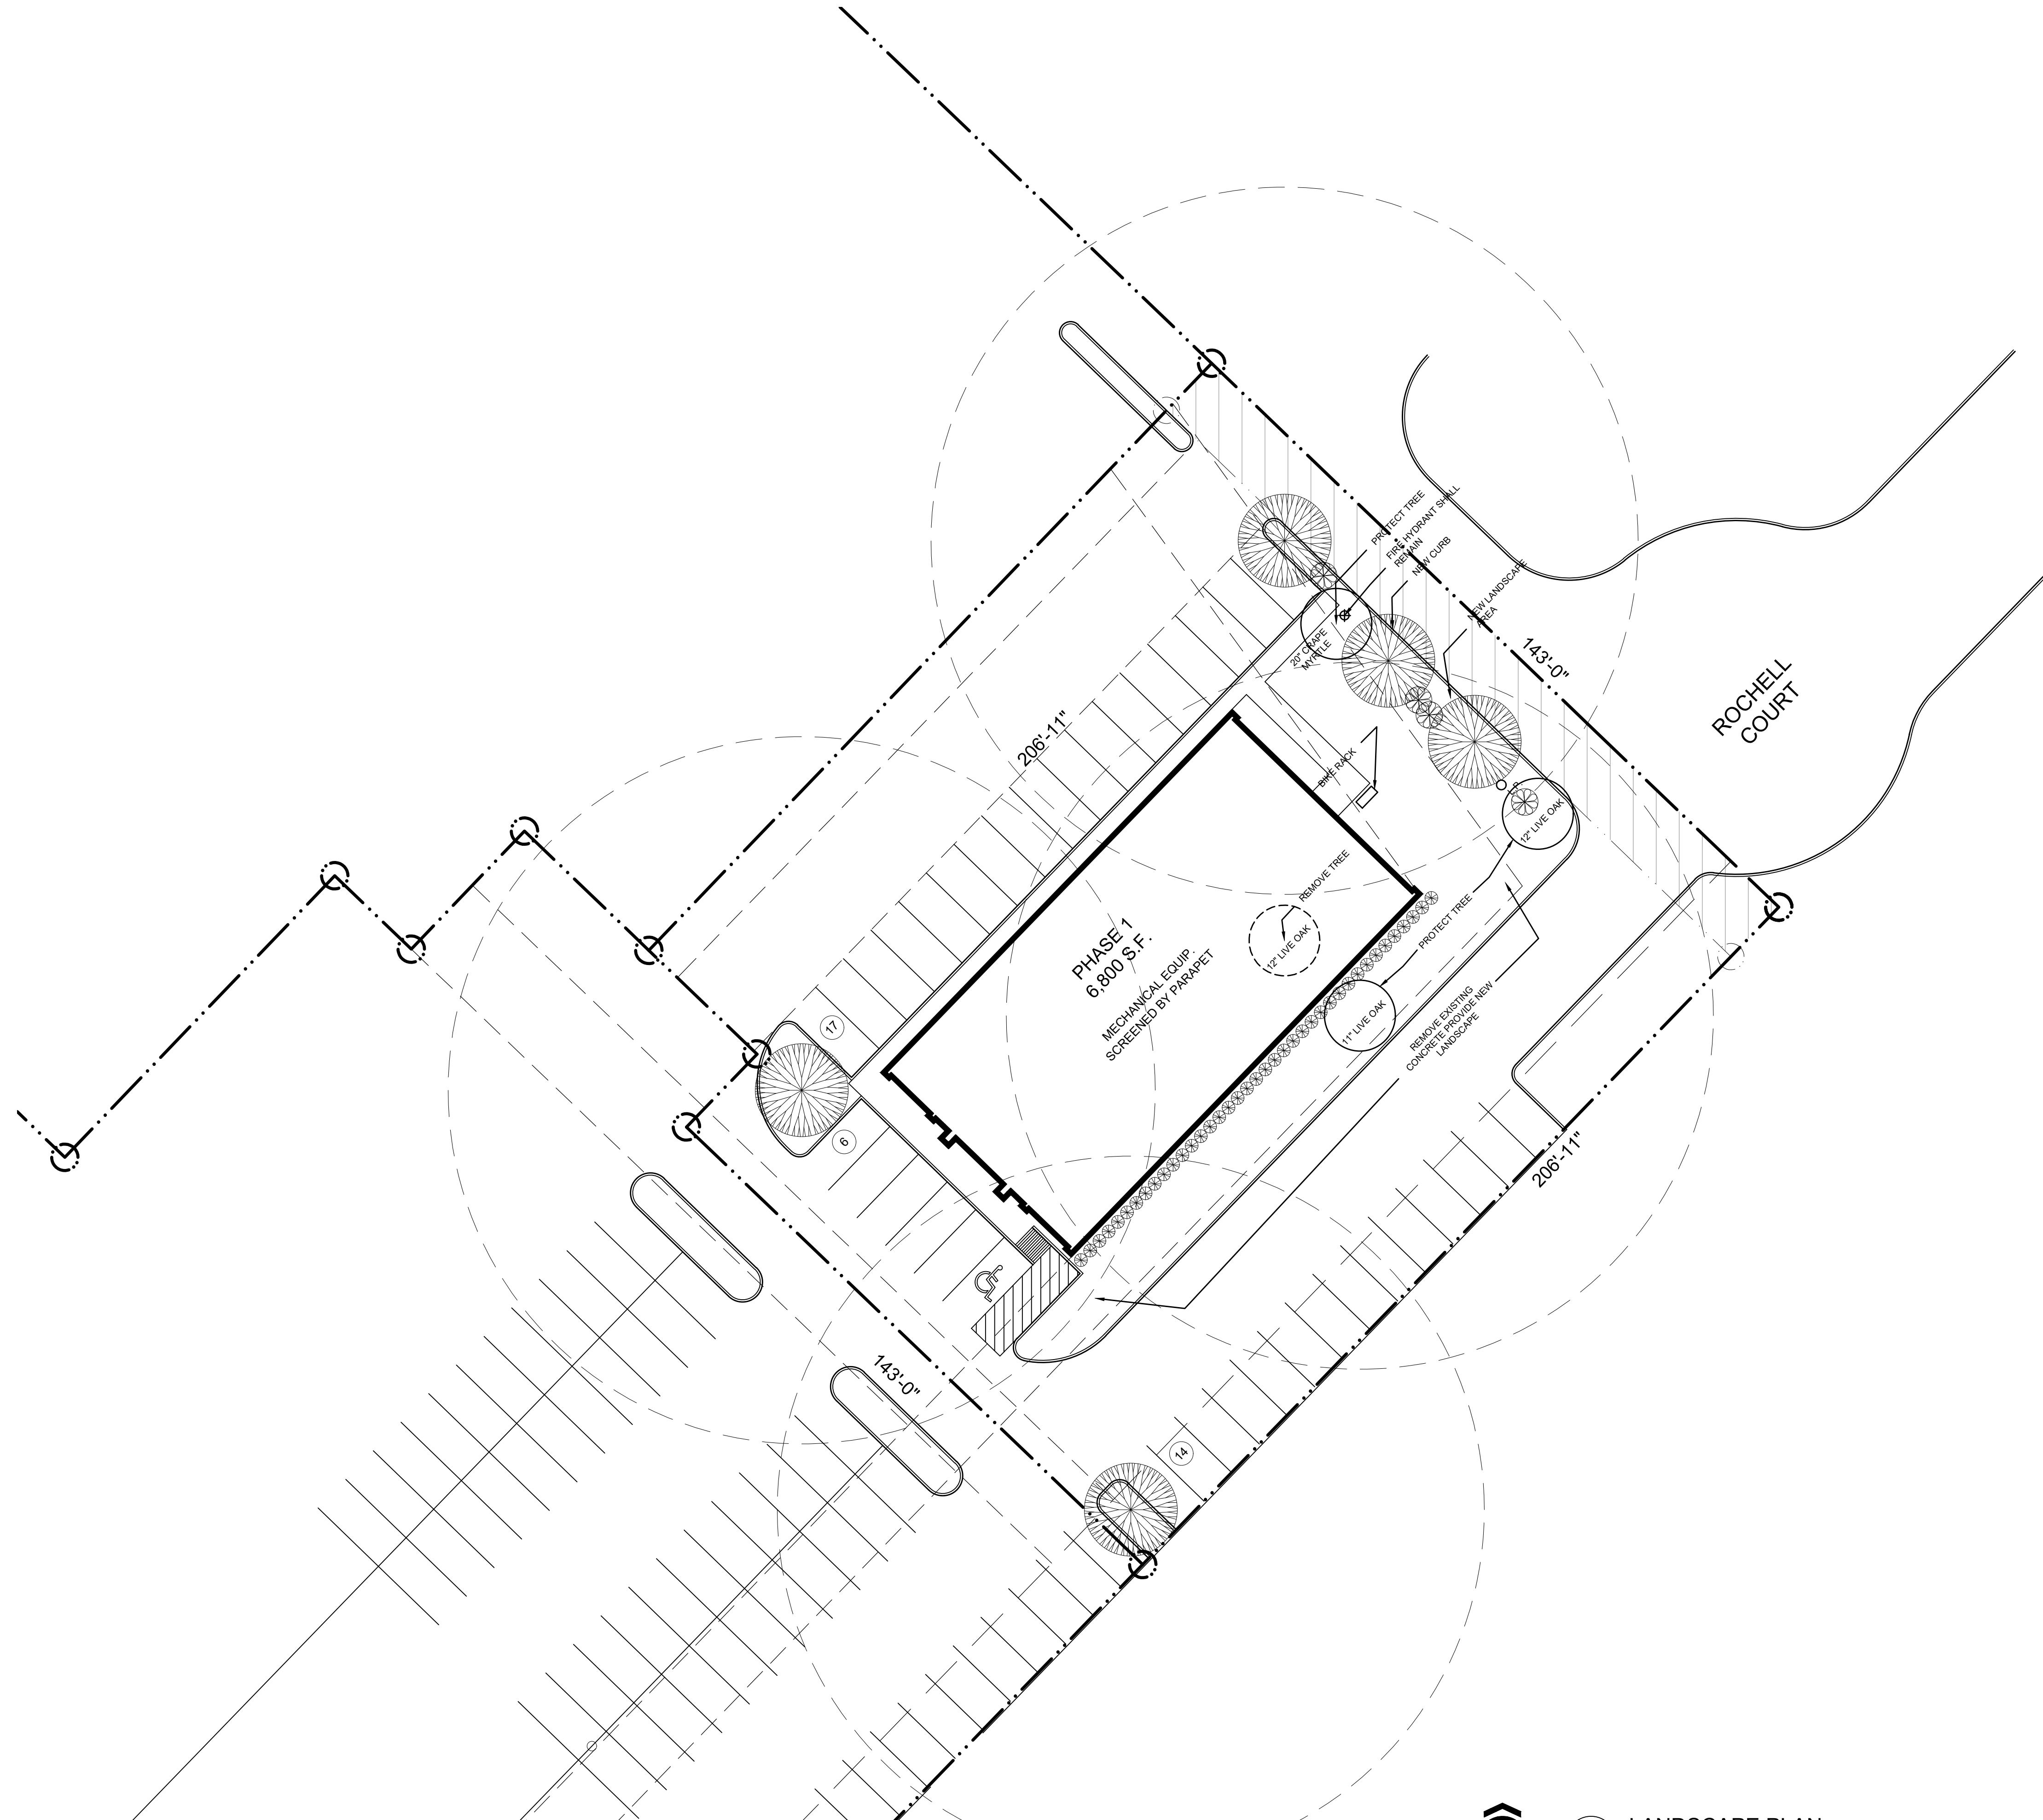 PROTECT TREE
FIRE HYDRANT SHALL
REMAIN
NEW CURB
NEW LANDSCAPE
AREA
143'-0"
ROCHELL
COURT
20" CRAPE
MYRTLE
206'-11"
BIKE RACK
LP
12" LIVE OAK
REMOVE TREE
12" LIVE OAK
PROTECT TREE
11" LIVE OAK
PHASE 1
6,800 S.F.
MECHANICAL EQUIP.
SCREENED BY PARAPET
REMOVE EXISTING
CONCRETE PROVIDE NEW
LANDSCAPE
17
6
206'-11"
143'-0"
14